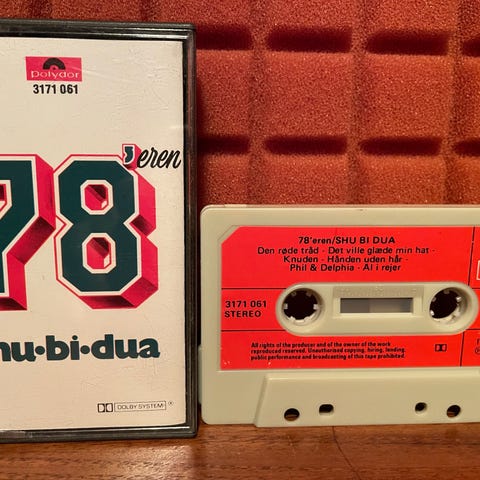 polydor
3171 061
78'eren
hu·bi·dua
DOLBY SYSTEM ®
78'eren/SHU BI DUA
Den røde tråd - Det ville glæde min hat -
Knuden - Hånden uden hår -
Phil & Delphia - Ål i rejer
3171 061
STEREO
All rights of the producer and of the owner of the work
reproduced reserved. Unauthorised copying, hiring, lending,
public performance and broadcasting of this tape prohibited.